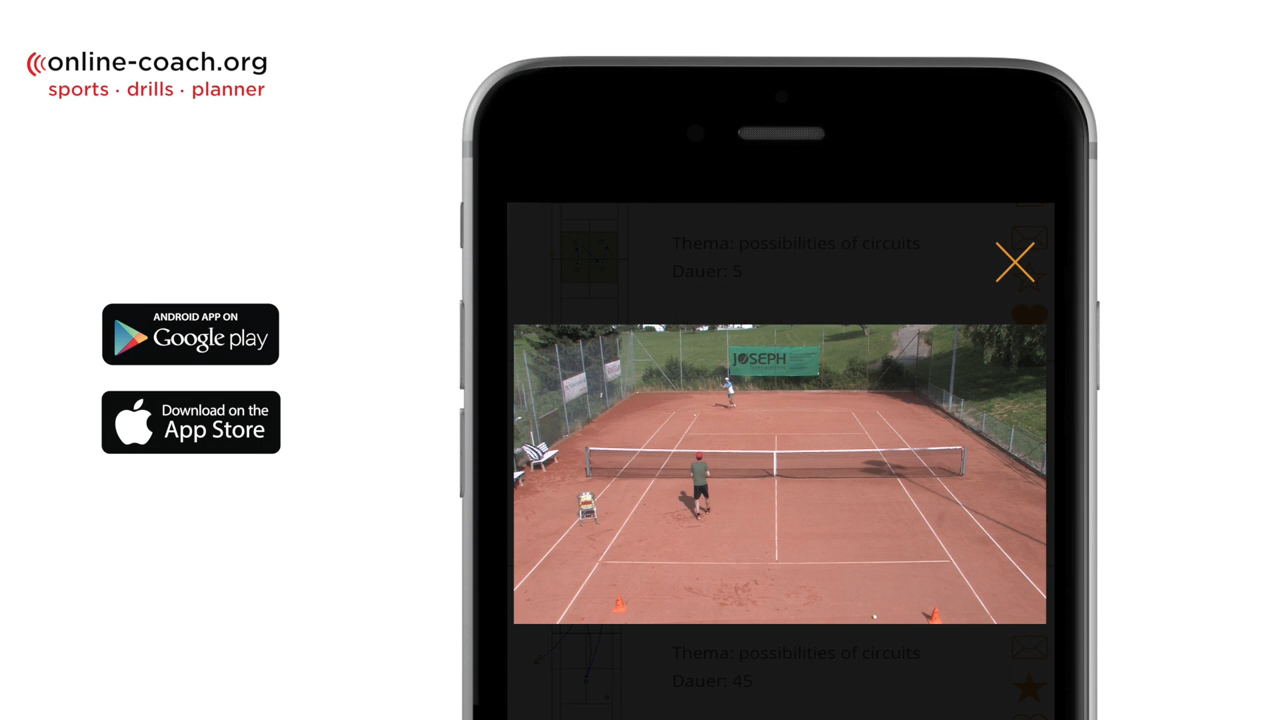 online-coach.org
sports · drills · planner
ANDROID APP ON
Google play
Download on the
App Store
Thema: possibilities of circuits
Dauer: 5
JOSEPH
Thema: possibilities of circuits
Dauer: 45